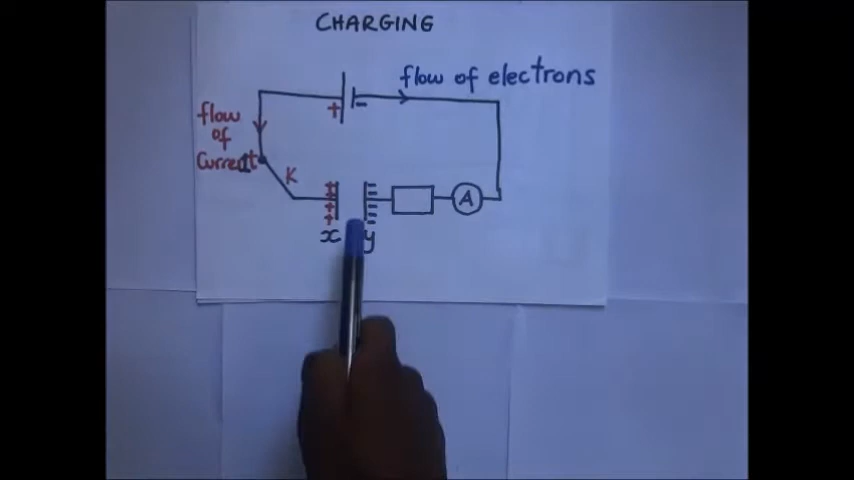 CHARGING
flow of electrons
+ -
flow
of
Current
K
A
x y